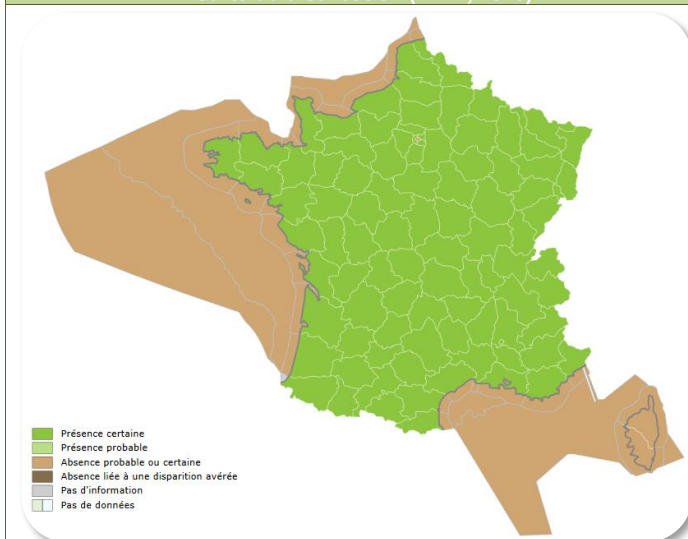 Présence certaine
Présence probable
Absence probable ou certaine
Absence liée à une disparition avérée
Pas d'information
Pas de données